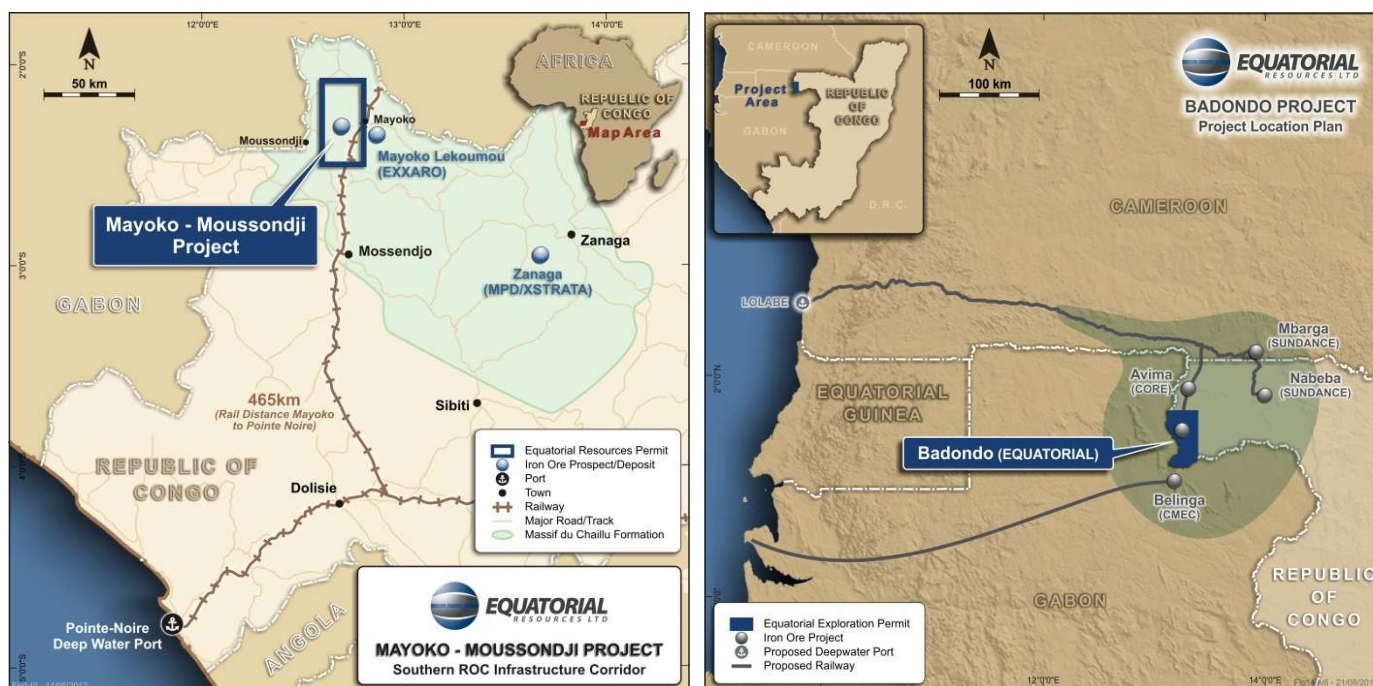 12°0'0"E
13°0'0"E
14°0'0"E
2°0'0"S
3°0'0"S
4°0'0"S
5°0'0"S
N
50 km
AFRICA
REPUBLIC OF
CONGO
Map Area
Moussondji
Mayoko
Mayoko Lekoumou
(EXXARO)
Mayoko - Moussondji
Project
Mossendjo
Zanaga
Zanaga
(MPD/XSTRATA)
GABON
465km
(Rail Distance Mayoko
to Pointe Noire)
Sibiti
REPUBLIC OF
CONGO
Dolisie
Pointe-Noire
Deep Water Port
ANGOLA
Equatorial Resources Permit
Iron Ore Prospect/Deposit
Port
Town
Railway
Major Road/Track
Massif du Chaillu Formation
EQUATORIAL
RESOURCES LTD
MAYOKO - MOUSSONDJI PROJECT
Southern ROC Infrastructure Corridor
CAMEROON
Project
Area
REPUBLIC
OF
CONGO
GABON
D.R.C.
N
100 km
EQUATORIAL
RESOURCES LTD
BADONDO PROJECT
Project Location Plan
CAMEROON
LOLABE
Mbarga
(SUNDANCE)
Avima
(CORE)
Nabeba
(SUNDANCE)
2°0'0"N
EQUATORIAL
GUINEA
Badondo (EQUATORIAL)
Belinga
(CMEC)
GABON
REPUBLIC
OF
CONGO
Equatorial Exploration Permit
Iron Ore Project
Proposed Deepwater Port
Proposed Railway
12°0'0"E
14°0'0"E